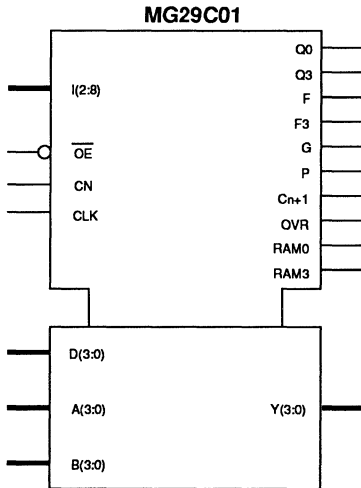 MG29C01
Q0
Q3
I(2:8)
F
F3
G
OE
P
CN
Cn+1
CLK
OVR
RAM0
RAM3
D(3:0)
A(3:0)
Y(3:0)
B(3:0)